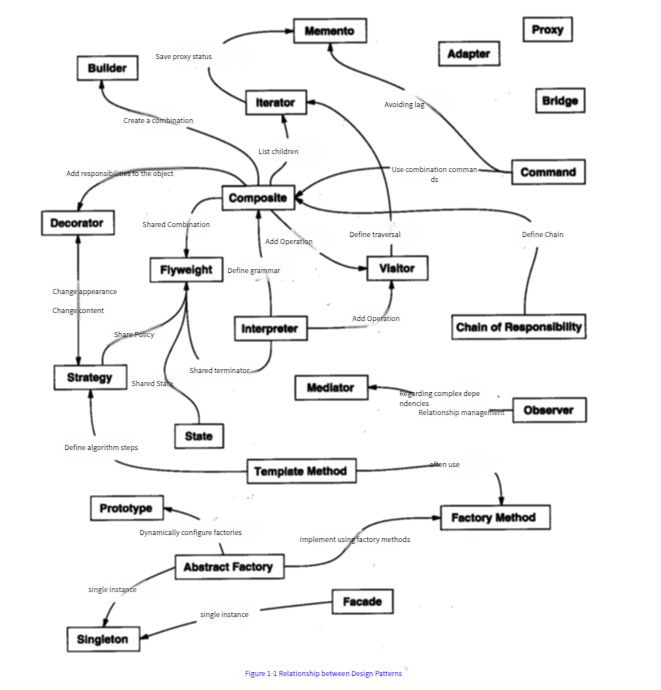 Memento
Proxy
Adapter
Save proxy status
Builder
Iterator
Bridge
Avoiding lag
Create a combination
List children
Add responsibilities to the object
Use combination comman
ds
Command
Composite
Decorator
Shared Combination
Add Operation
Define traversal
Define Chain
Flyweight
Define grammar
Visitor
Change appearance
Change content
Add Operation
Interpreter
Chain of Responsibility
Share Policy
Shared terminator
Strategy
Shared State
Mediator
Regarding complex depe
ndencies
Relationship management
Observer
State
Define algorithm steps
Template Method
often use
Prototype
Factory Method
Dynamically configure factories
Implement using factory methods
Abstract Factory
single instance
Facade
single instance
Singleton
Figure 1-1 Relationship between Design Patterns